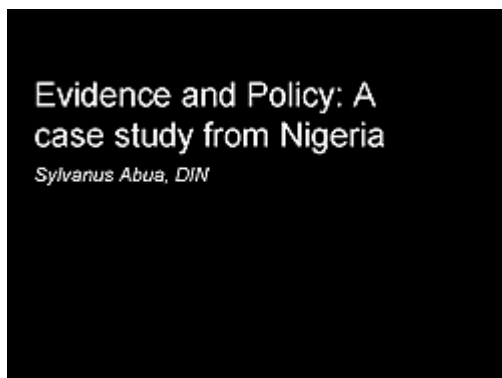 Evidence and Policy: A
case study from Nigeria
Sylvanus Abua, DIN